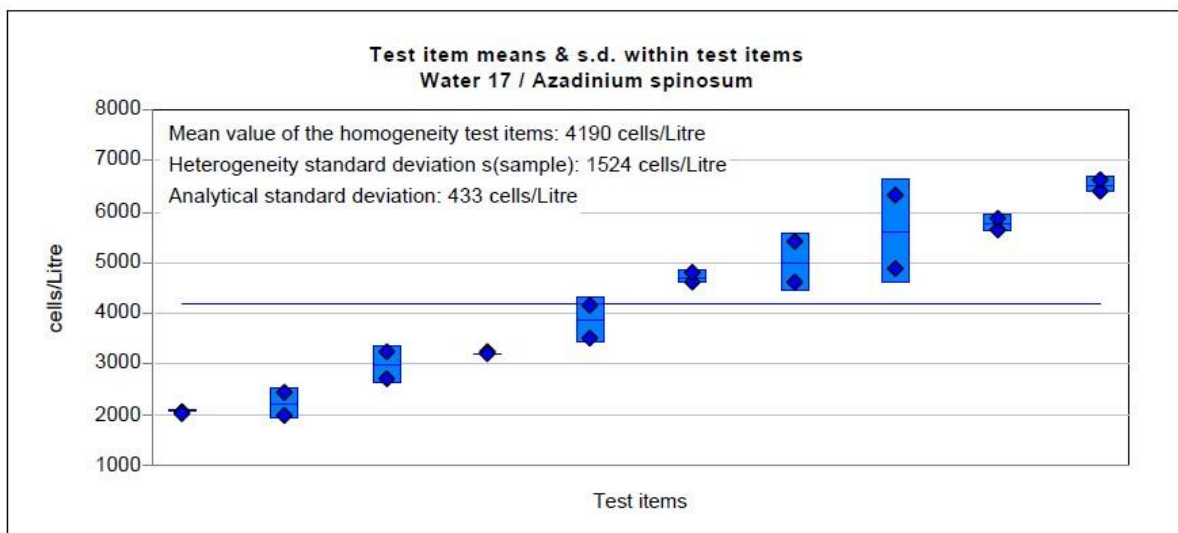 Test item means & s.d. within test items
Water 17 / Azadinium spinosum
8000
Mean value of the homogeneity test items: 4190 cells/Litre
7000
Heterogeneity standard deviation s(sample): 1524 cells/Litre
Analytical standard deviation: 433 cells/Litre
6000
5000
cells/Litre
4000
3000
2000
1000
Test items